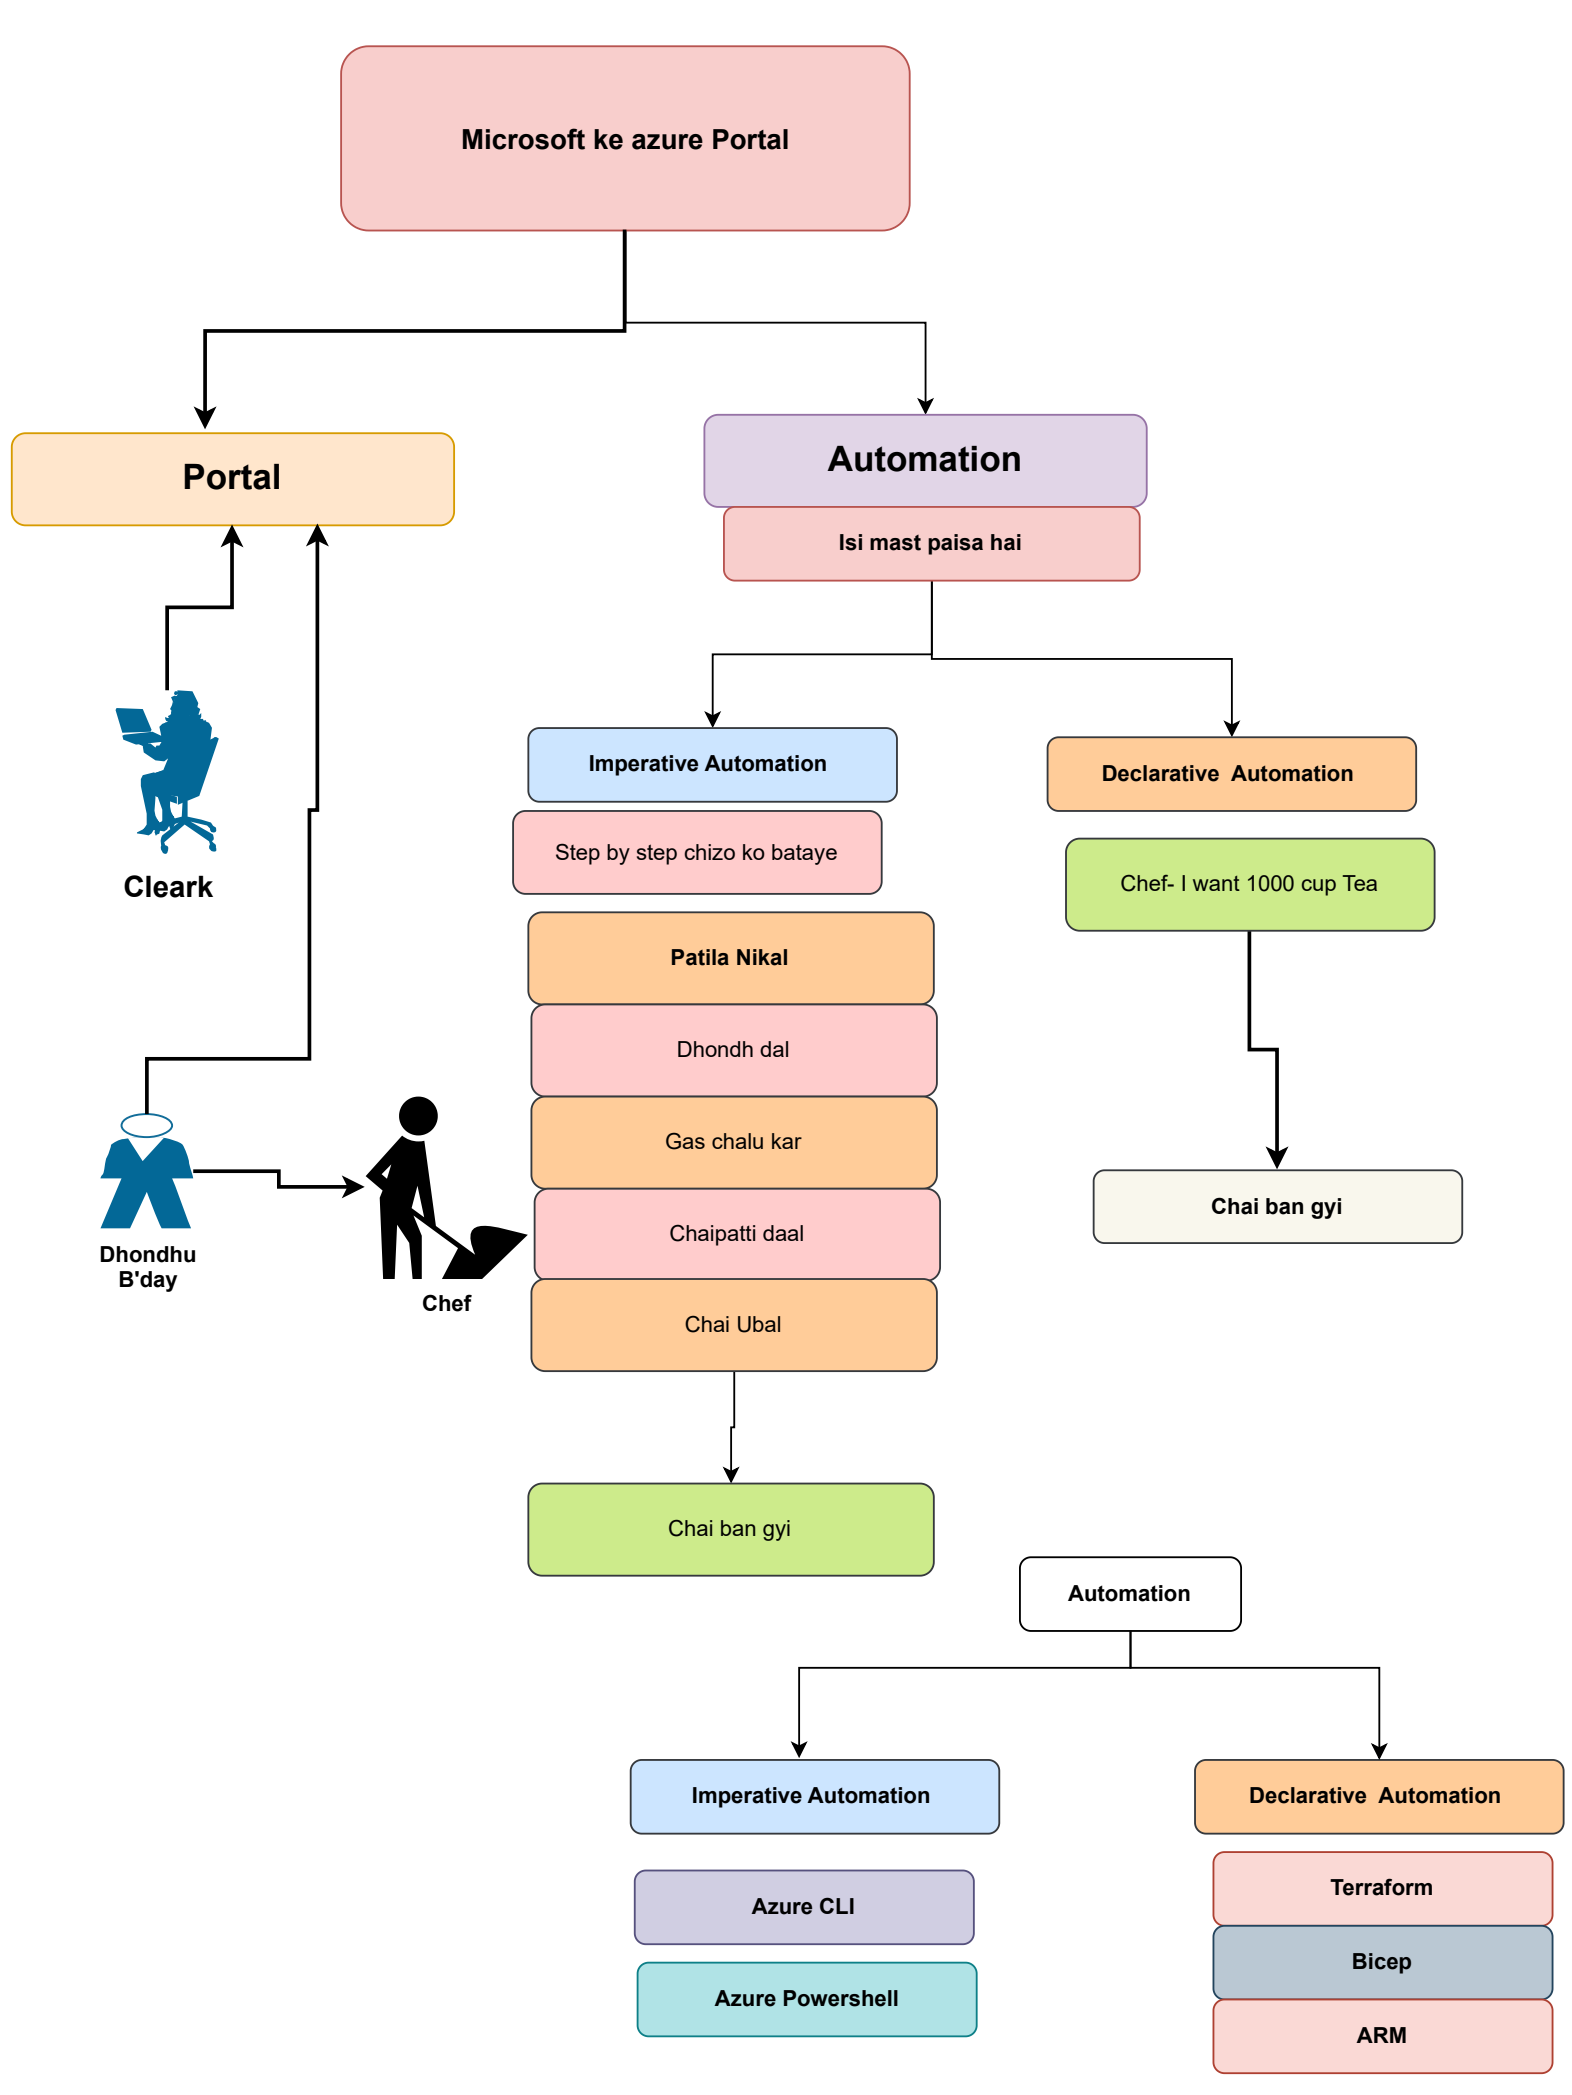 Microsoft ke azure Portal
Portal
Automation
Isi mast paisa hai
Imperative Automation
Declarative  Automation
Step by step chizo ko bataye
Chef- I want 1000 cup Tea
Cleark
Patila Nikal
Dhondh dal
Gas chalu kar
Chaipatti daal
Chai Ubal
Chai ban gyi
Dhondhu
B'day
Chef
Chai ban gyi
Automation
Imperative Automation
Declarative  Automation
Azure CLI
Azure Powershell
Terraform
Bicep
ARM